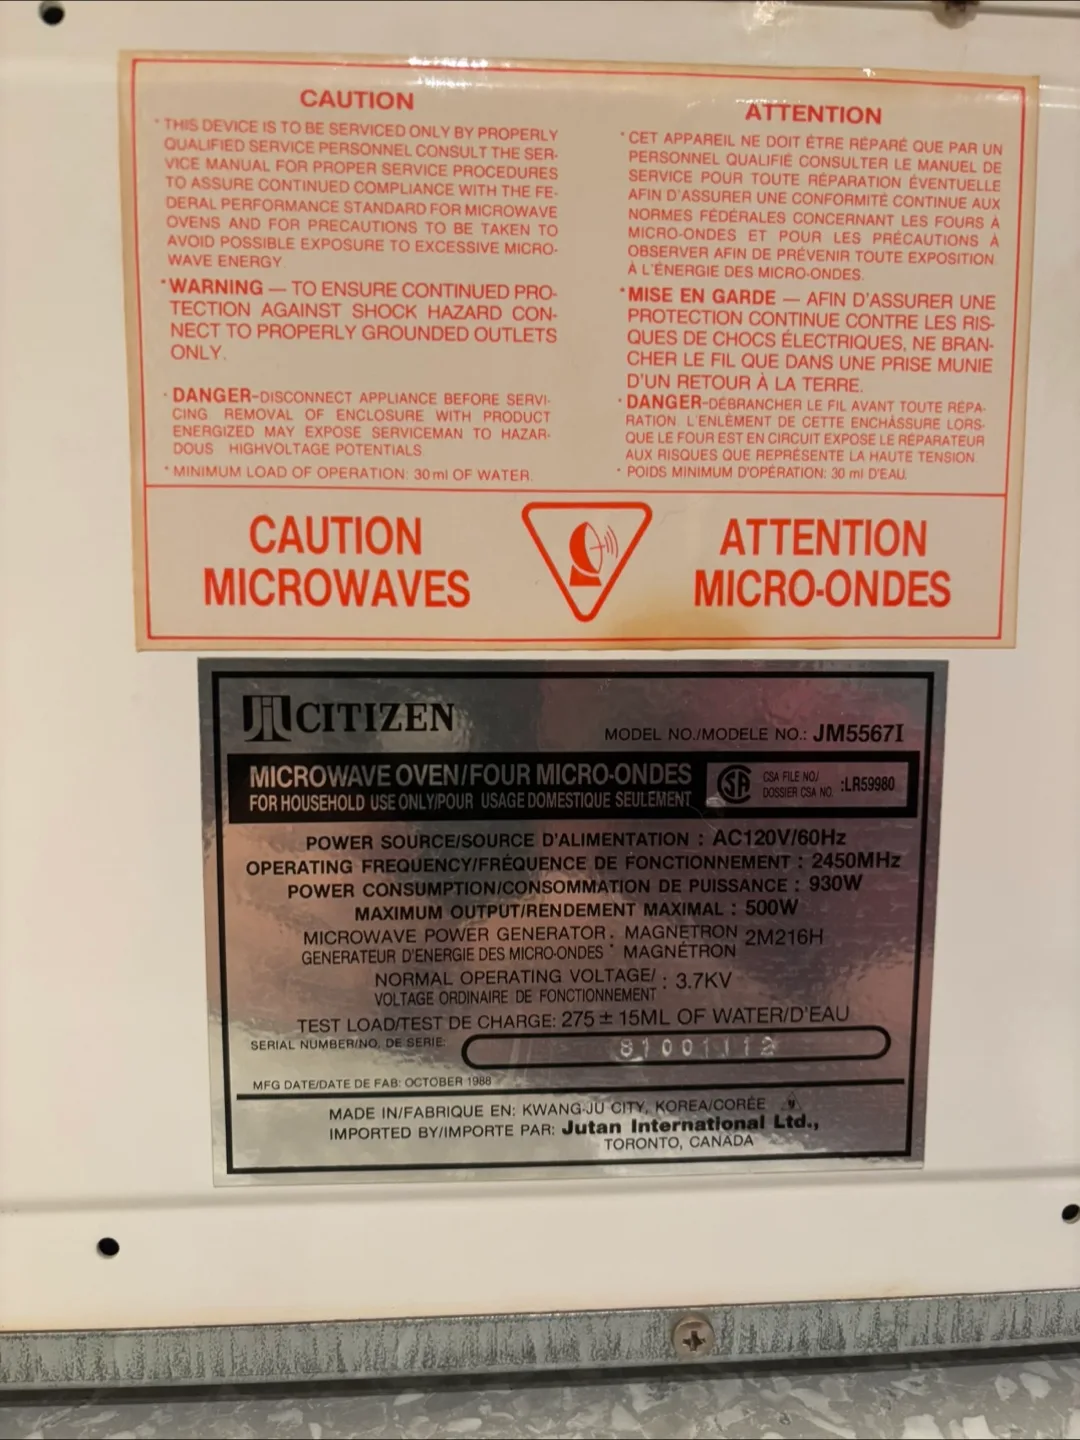 CAUTION
* THIS DEVICE IS TO BE SERVICED ONLY BY PROPERLY
QUALIFIED SERVICE PERSONNEL CONSULT THE SER-
VICE MANUAL FOR PROPER SERVICE PROCEDURES
TO ASSURE CONTINUED COMPLIANCE WITH THE FE-
DERAL PERFORMANCE STANDARD FOR MICROWAVE
OVENS AND FOR PRECAUTIONS TO BE TAKEN TO
AVOID POSSIBLE EXPOSURE TO EXCESSIVE MICRO-
WAVE ENERGY.
* WARNING — TO ENSURE CONTINUED PRO-
TECTION AGAINST SHOCK HAZARD CON-
NECT TO PROPERLY GROUNDED OUTLETS
ONLY.
* DANGER-DISCONNECT APPLIANCE BEFORE SERVI-
CING REMOVAL OF ENCLOSURE WITH PRODUCT
ENERGIZED MAY EXPOSE SERVICEMAN TO HAZAR-
DOUS HIGHVOLTAGE POTENTIALS
* MINIMUM LOAD OF OPERATION: 30 ml OF WATER.
ATTENTION
* CET APPAREIL NE DOIT ÊTRE RÉPARÉ QUE PAR UN
PERSONNEL QUALIFIÉ CONSULTER LE MANUEL DE
SERVICE POUR TOUTE RÉPARATION ÉVENTUELLE
AFIN D'ASSURER UNE CONFORMITÉ CONTINUE AUX
NORMES FÉDÉRALES CONCERNANT LES FOURS À
MICRO-ONDES ET POUR LES PRÉCAUTIONS À
OBSERVER AFIN DE PRÉVENIR TOUTE EXPOSITION
À L'ÉNERGIE DES MICRO-ONDES.
* MISE EN GARDE — AFIN D'ASSURER UNE
PROTECTION CONTINUE CONTRE LES RIS-
QUES DE CHOCS ÉLECTRIQUES, NE BRAN-
CHER LE FIL QUE DANS UNE PRISE MUNIE
D'UN RETOUR À LA TERRE.
* DANGER-DÉBRANCHER LE FIL AVANT TOUTE RÉPA-
RATION. L'ENLÈMENT DE CETTE ENCHÂSSURE LORS-
QUE LE FOUR EST EN CIRCUIT EXPOSE LE RÉPARATEUR
AUX RISQUES QUE REPRÉSENTE LA HAUTE TENSION.
* POIDS MINIMUM D'OPÉRATION: 30 ml D'EAU.
CAUTION
MICROWAVES
ATTENTION
MICRO-ONDES
CITIZEN
MODEL NO./MODELE NO.: JM5567I
MICROWAVE OVEN/FOUR MICRO-ONDES
FOR HOUSEHOLD USE ONLY/POUR USAGE DOMESTIQUE SEULEMENT
CSA FILE NO/
DOSSIER CSA NO. :LR59980
POWER SOURCE/SOURCE D'ALIMENTATION : AC120V/60Hz
OPERATING FREQUENCY/FRÉQUENCE DE FONCTIONNEMENT : 2450MHz
POWER CONSUMPTION/CONSOMMATION DE PUISSANCE : 930W
MAXIMUM OUTPUT/RENDEMENT MAXIMAL : 500W
MICROWAVE POWER GENERATOR : MAGNETRON 2M216H
GENERATEUR D'ENERGIE DES MICRO-ONDES : MAGNÉTRON
NORMAL OPERATING VOLTAGE/ : 3.7KV
VOLTAGE ORDINAIRE DE FONCTIONNEMENT
TEST LOAD/TEST DE CHARGE: 275 ± 15ML OF WATER/D'EAU
SERIAL NUMBER/NO. DE SERIE: 81001112
MFG DATE/DATE DE FAB: OCTOBER 1988
MADE IN/FABRIQUE EN: KWANG-JU CITY, KOREA/CORÉE
IMPORTED BY/IMPORTE PAR: Jutan International Ltd.,
TORONTO, CANADA